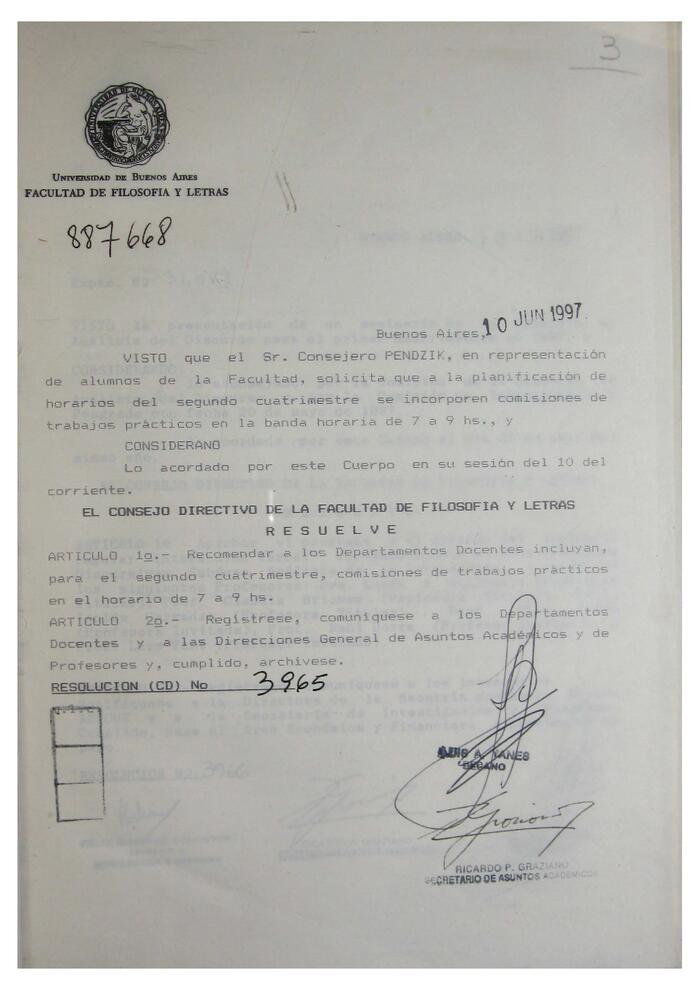 3
UNIVERSIDAD DE BUENOS AIRES
FACULTAD DE FILOSOFIA Y LETRAS
887668
Buenos Aires, 10 JUN 1997
VISTO que el Sr. Consejero PENDZIK, en representación
de alumnos de la Facultad, solicita que a la planificación de
horarios del segundo cuatrimestre se incorporen comisiones de
trabajos prácticos en la banda horaria de 7 a 9 hs., y
CONSIDERANO
Lo acordado por este Cuerpo en su sesión del 10 del
corriente.
EL CONSEJO DIRECTIVO DE LA FACULTAD DE FILOSOFIA Y LETRAS
R E S U E L V E
ARTICULO 1o.- Recomendar a los Departamentos Docentes incluyan,
para el segundo cuatrimestre, comisiones de trabajos prácticos
en el horario de 7 a 9 hs.
ARTICULO 2o.- Regístrese, comuníquese a los Departamentos
Docentes y a las Direcciones General de Asuntos Académicos y de
Profesores y, cumplido, archívese.
RESOLUCION (CD) No 3965
LUIS A. YANES
DECANO
RICARDO P. GRAZIANO
SECRETARIO DE ASUNTOS ACADEMICOS